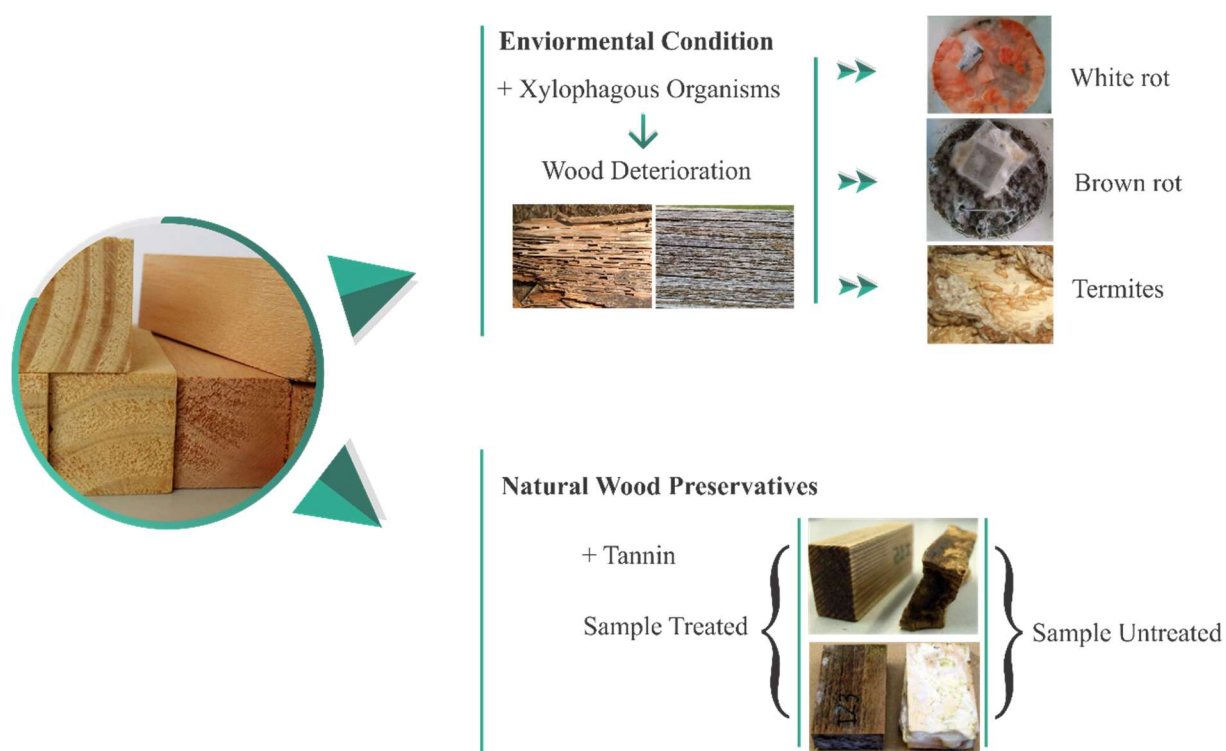 Enviormental Condition
+ Xylophagous Organisms
Wood Deterioration
White rot
Brown rot
Termites
Natural Wood Preservatives
+ Tannin
Sample Treated
Sample Untreated
123